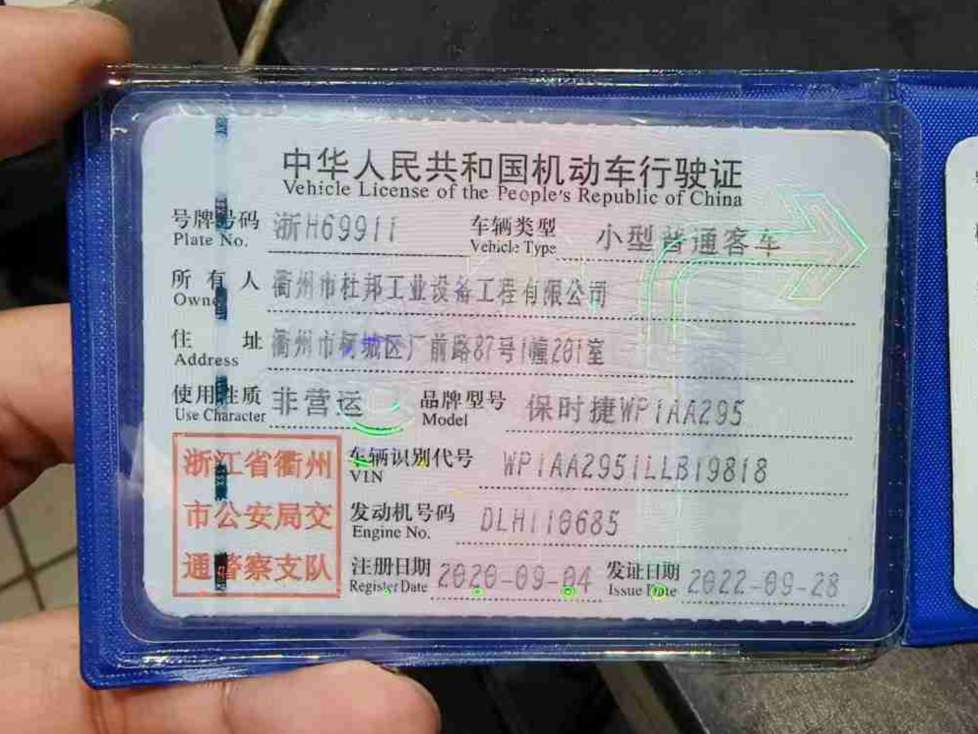 中华人民共和国机动车行驶证
Vehicle License of the People's Republic of China
号牌号码 浙H69911 车辆类型 小型普通客车
Plate No. Vehicle Type
所有人 衢州市杜邦工业设备工程有限公司
Owner
住址 衢州市柯城区厂前路87号1幢201室
Address
使用性质 非营运 品牌型号 保时捷WP1AA295
Use Character Model
浙江省衢州 车辆识别代号 WP1AA2951LLB19818
VIN
市公安局交 发动机号码 DLH110685
Engine No.
通警察支队 注册日期 2020-09-04 发证日期 2022-09-28
Register Date Issue Date